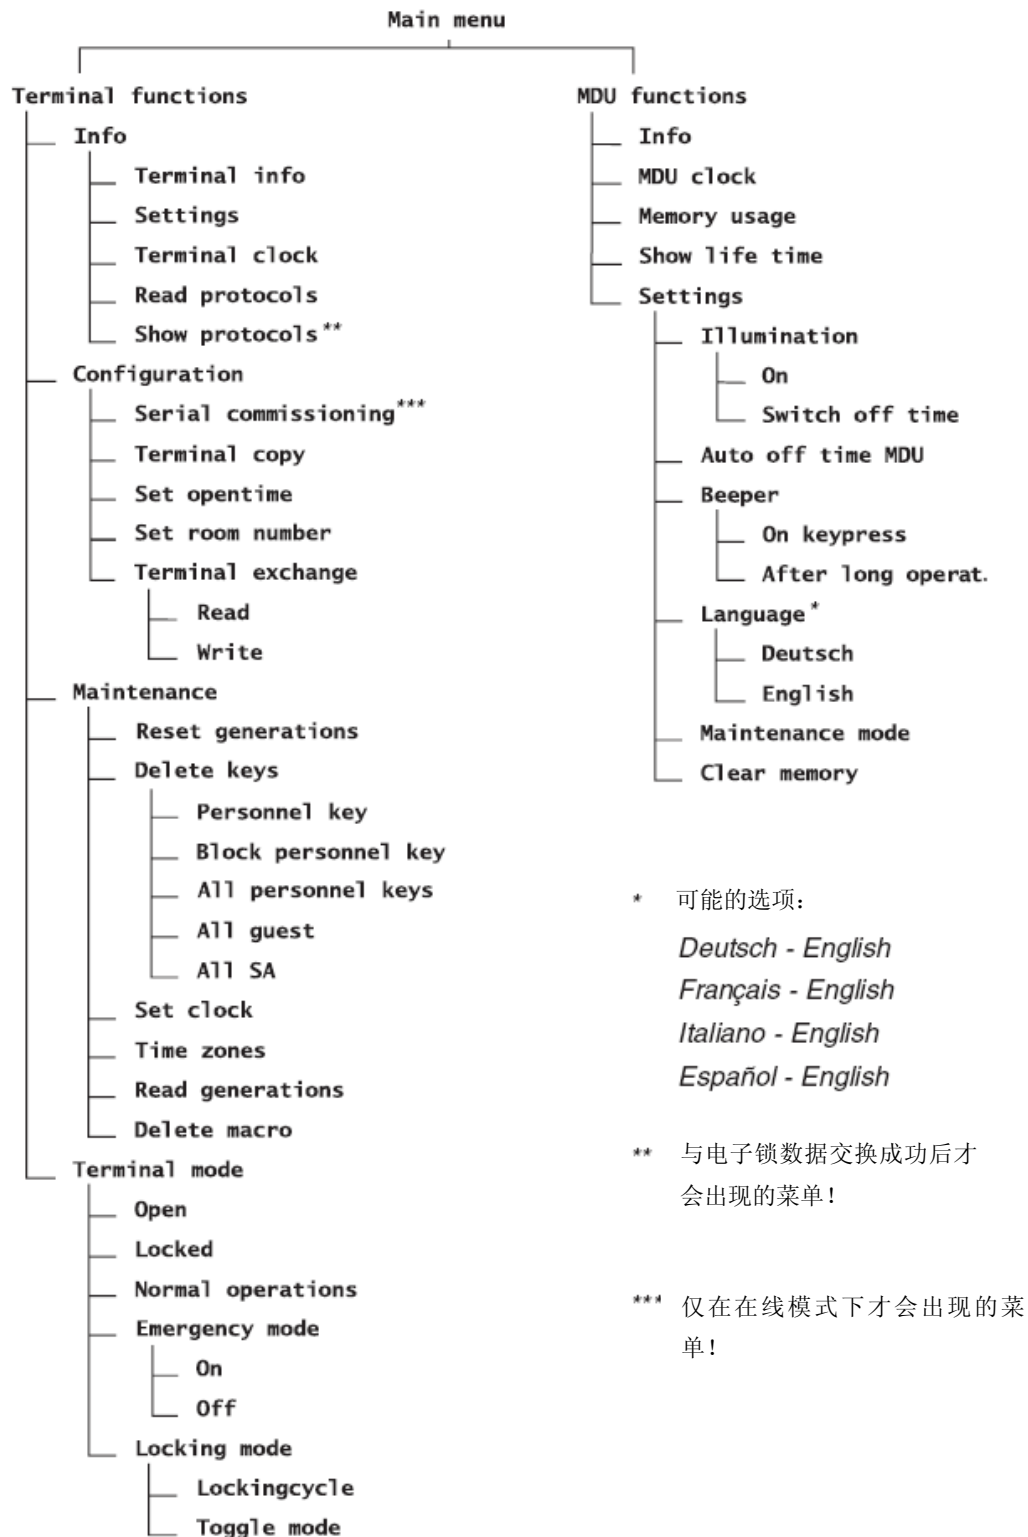 Main menu
Terminal functions
Info
Terminal info
Settings
Terminal clock
Read protocols
Show protocols**
Configuration
Serial commissioning***
Terminal copy
Set opentime
Set room number
Terminal exchange
Read
Write
Maintenance
Reset generations
Delete keys
Personnel key
Block personnel key
All personnel keys
All guest
All SA
Set clock
Time zones
Read generations
Delete macro
Terminal mode
Open
Locked
Normal operations
Emergency mode
On
Off
Locking mode
Lockingcycle
Toggle mode
MDU functions
Info
MDU clock
Memory usage
Show life time
Settings
Illumination
On
Switch off time
Auto off time MDU
Beeper
On keypress
After long operat.
Language*
Deutsch
English
Maintenance mode
Clear memory
* 可能的选项：
Deutsch - English
Français - English
Italiano - English
Español - English
** 与电子锁数据交换成功后才
会出现的菜单！
*** 仅在在线模式下才会出现的菜
单！